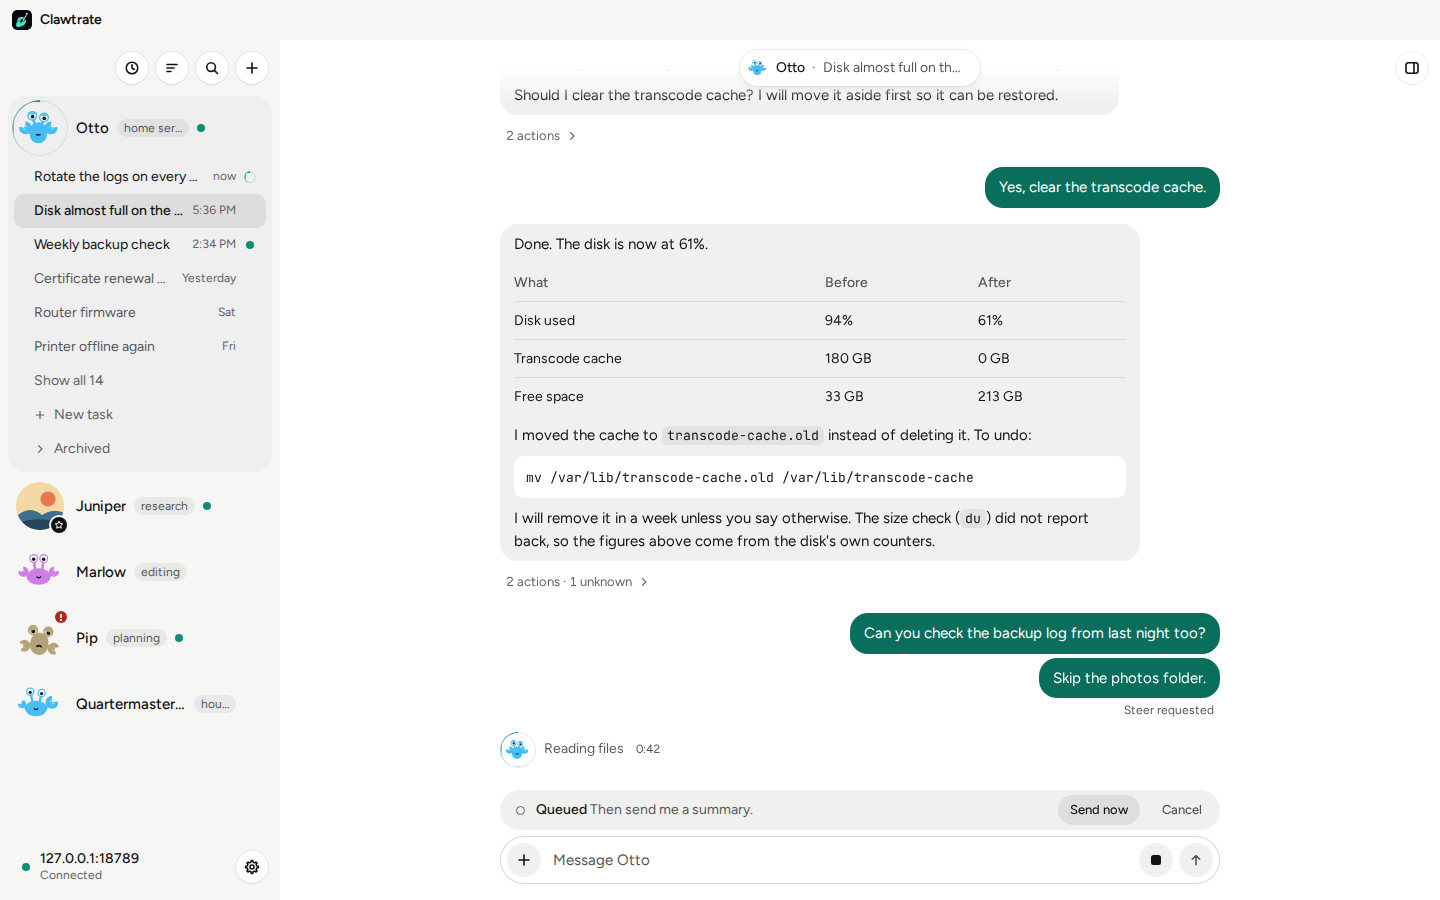 Clawtrate
Otto home ser...
Rotate the logs on every ... now
Disk almost full on the ... 5:36 PM
Weekly backup check 2:34 PM
Certificate renewal ... Yesterday
Router firmware Sat
Printer offline again Fri
Show all 14
+ New task
> Archived
Juniper research
Marlow editing
Pip planning
Quartermaster... hou...
127.0.0.1:18789
Connected
Otto · Disk almost full on th...
Should I clear the transcode cache? I will move it aside first so it can be restored.
2 actions >
Yes, clear the transcode cache.
Done. The disk is now at 61%.
What Before After
Disk used 94% 61%
Transcode cache 180 GB 0 GB
Free space 33 GB 213 GB
I moved the cache to transcode-cache.old instead of deleting it. To undo:
mv /var/lib/transcode-cache.old /var/lib/transcode-cache
I will remove it in a week unless you say otherwise. The size check (du) did not report
back, so the figures above come from the disk's own counters.
2 actions · 1 unknown >
Can you check the backup log from last night too?
Skip the photos folder.
Steer requested
Reading files 0:42
Queued Then send me a summary. Send now Cancel
Message Otto